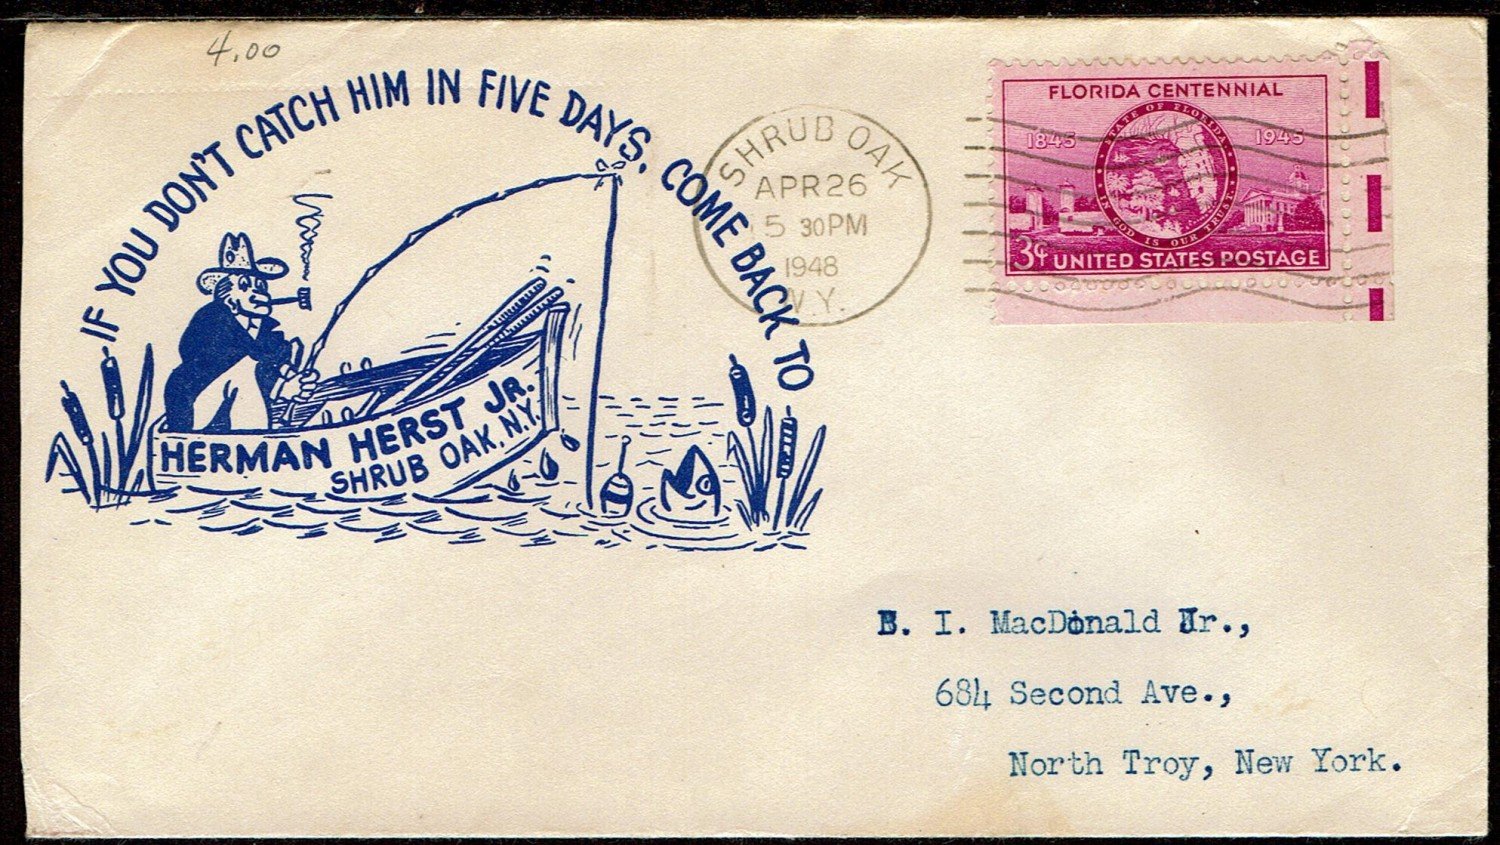 4.00
IF YOU DON'T CATCH HIM IN FIVE DAYS, COME BACK TO
HERMAN HERST JR.
SHRUB OAK, N.Y.
SHRUB OAK
APR 26
5 30 PM
1948
N.Y.
FLORIDA CENTENNIAL
1845 1945
STATE OF FLORIDA
IN GOD IS OUR TRUST
3¢ UNITED STATES POSTAGE
I. MacDonald Jr.,
684 Second Ave.,
North Troy, New York.